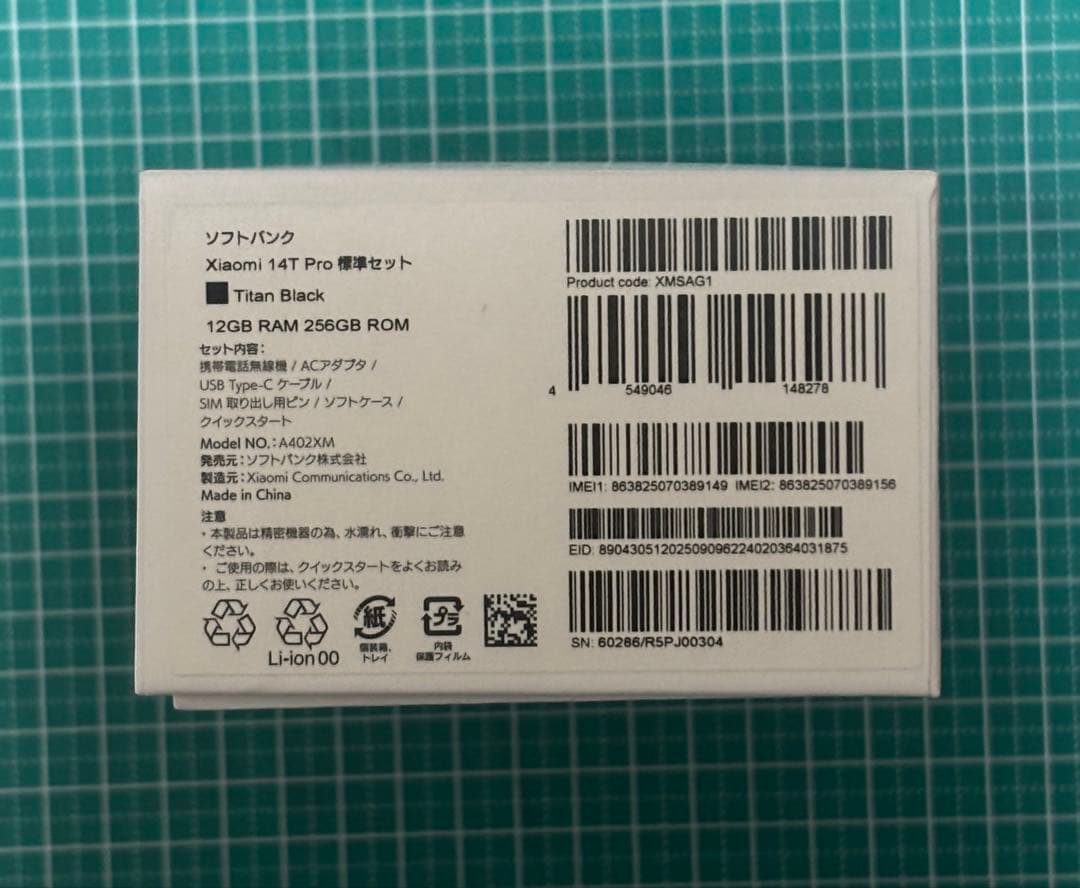 ソフトバンク
Xiaomi 14T Pro 標準セット
Titan Black
12GB RAM 256GB ROM
セット内容：
携帯電話無線機 / ACアダプタ /
USB Type-C ケーブル /
SIM 取り出し用ピン / ソフトケース /
クイックスタート
Model NO.：A402XM
発売元：ソフトバンク株式会社
製造元：Xiaomi Communications Co., Ltd.
Made in China
注意
・本製品は精密機器の為、水濡れ、衝撃にご注意
ください。
・ ご使用の際は、クイックスタートをよくお読み
の上、正しくお使いください。
Li-ion 00
紙
個装箱、
トレイ
プラ
内袋
保護フィルム
Product code: XMSAG1
4 549046 148278
IMEI1: 863825070389149 IMEI2: 863825070389156
EID: 89043051202509096224020364031875
SN: 60286/R5PJ00304